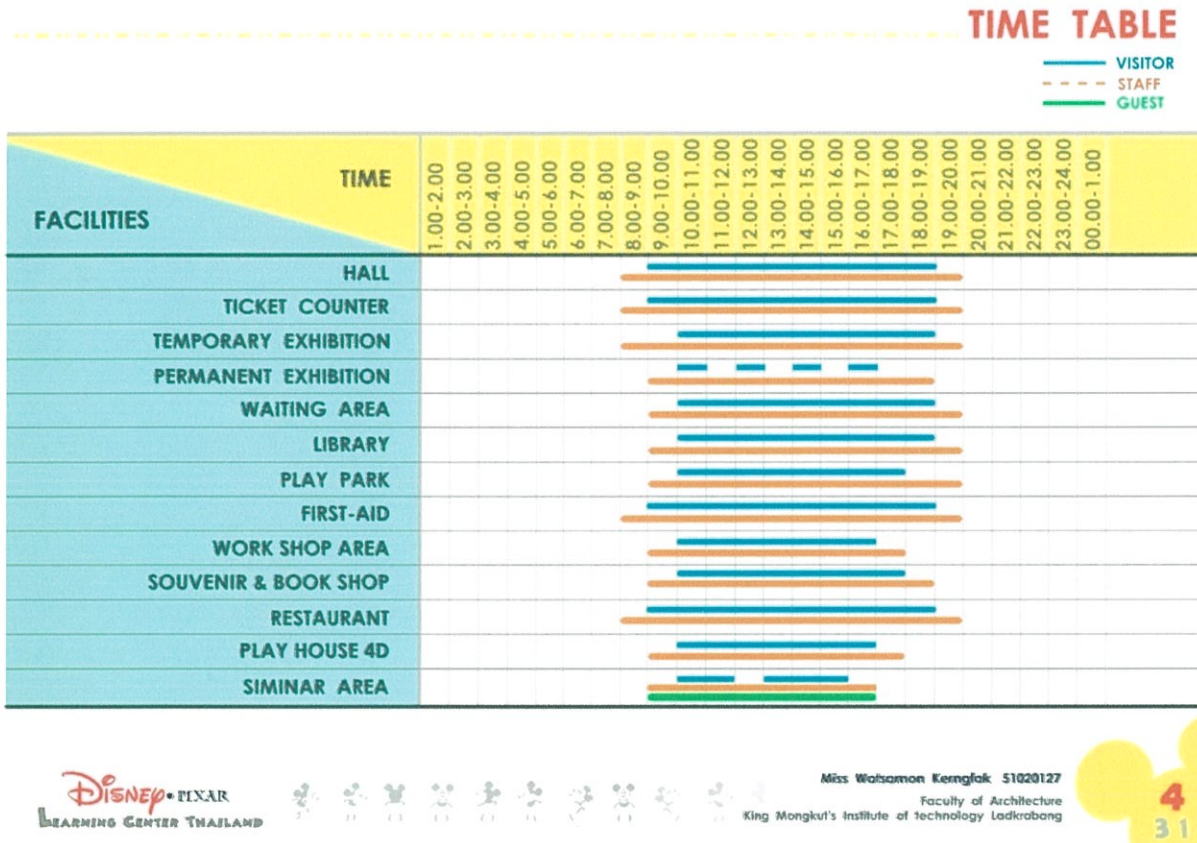 TIME TABLE
VISITOR
STAFF
GUEST
TIME
FACILITIES
1.00-2.00
2.00-3.00
3.00-4.00
4.00-5.00
5.00-6.00
6.00-7.00
7.00-8.00
8.00-9.00
9.00-10.00
10.00-11.00
11.00-12.00
12.00-13.00
13.00-14.00
14.00-15.00
15.00-16.00
16.00-17.00
17.00-18.00
18.00-19.00
19.00-20.00
20.00-21.00
21.00-22.00
22.00-23.00
23.00-24.00
00.00-1.00
HALL
TICKET COUNTER
TEMPORARY EXHIBITION
PERMANENT EXHIBITION
WAITING AREA
LIBRARY
PLAY PARK
FIRST-AID
WORK SHOP AREA
SOUVENIR & BOOK SHOP
RESTAURANT
PLAY HOUSE 4D
SIMINAR AREA
Disney • PIXAR
LEARNING CENTER THAILAND
Miss Watsamon Kerngfak 51020127
Faculty of Architecture
King Mongkut's Institute of technology Ladkrabang
4
31